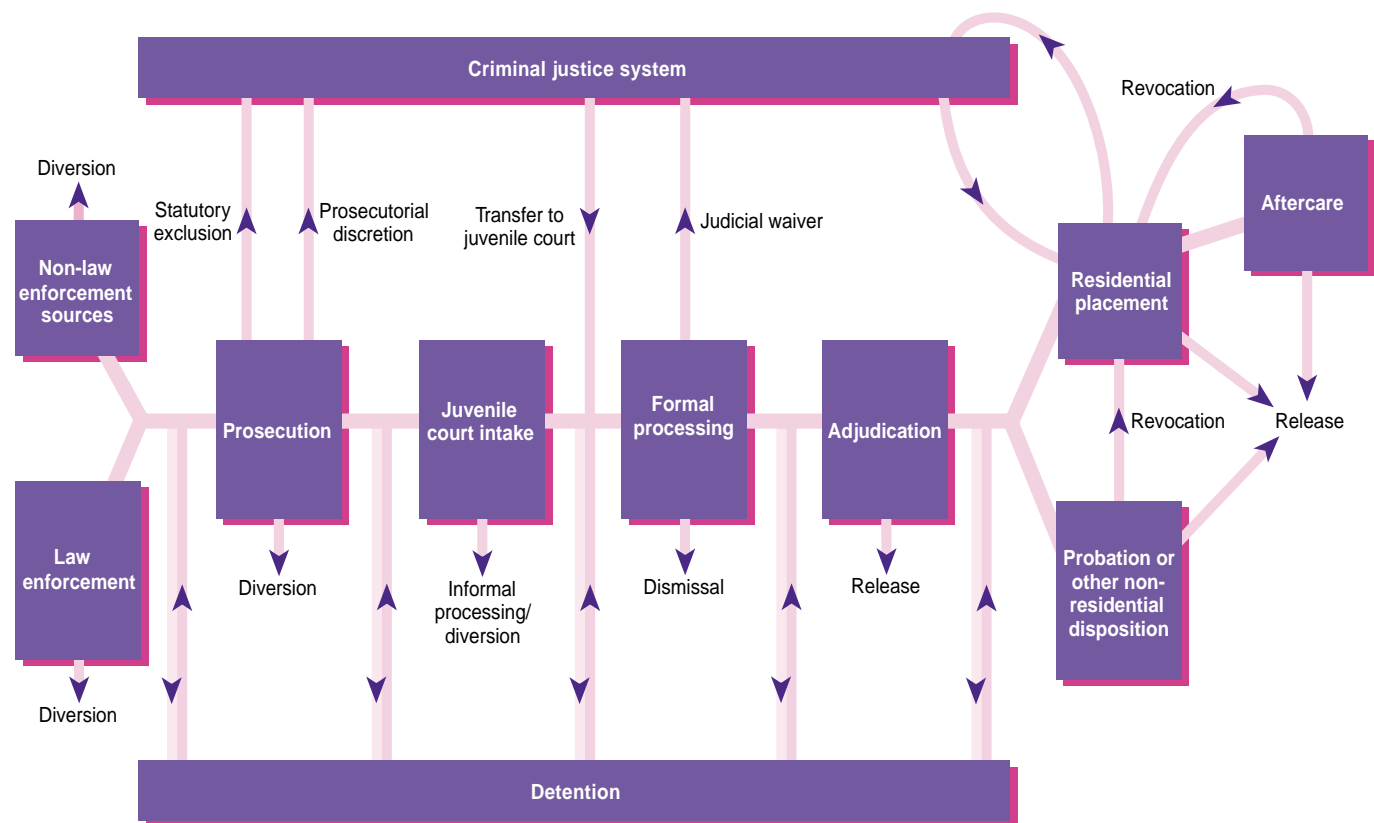 Criminal justice system
Revocation
Diversion
Aftercare
Statutory
exclusion
Prosecutorial
discretion
Transfer to
juvenile court
Judicial waiver
Non-law
enforcement
sources
Residential
placement
Prosecution
Juvenile
court intake
Formal
processing
Adjudication
Revocation
Release
Law
enforcement
Diversion
Informal
processing/
diversion
Dismissal
Release
Probation or
other non-
residential
disposition
Diversion
Detention